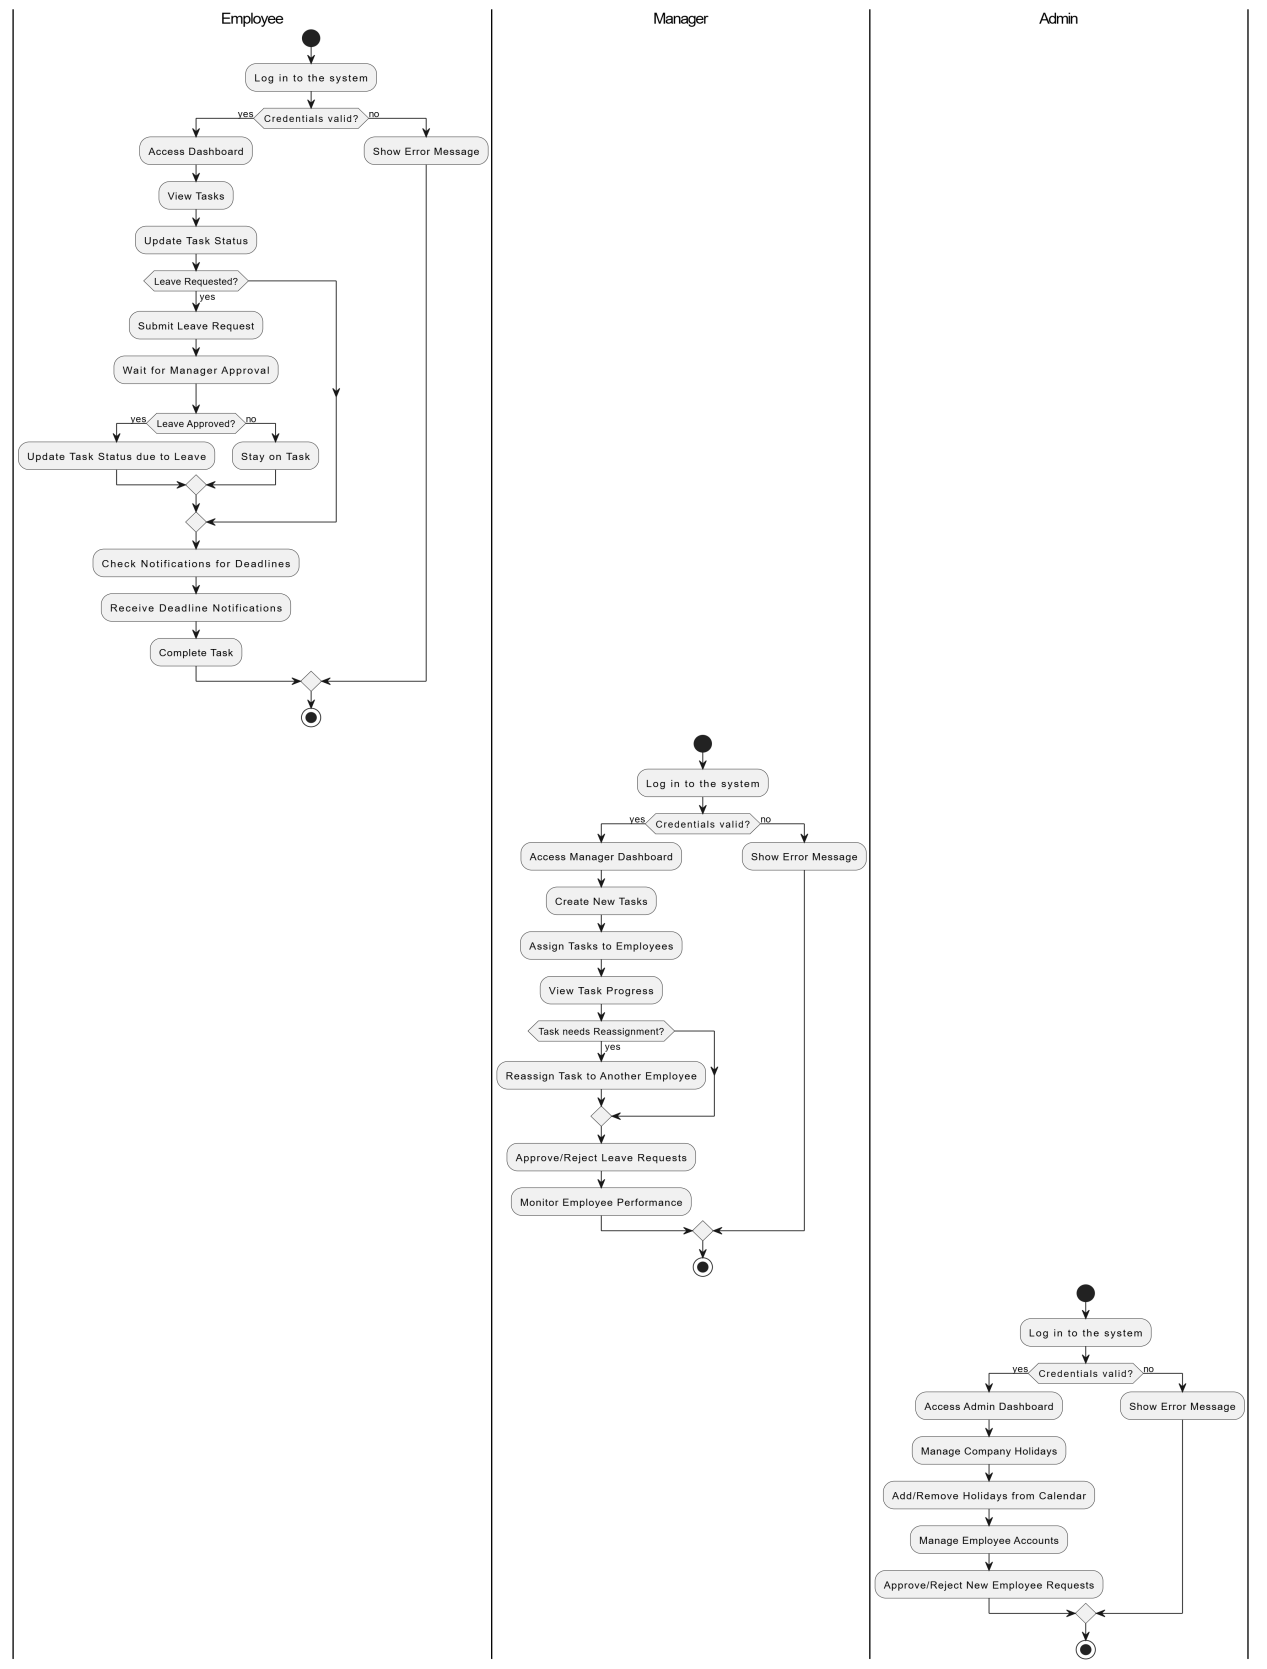 Employee
Manager
Admin
Log in to the system
yes
Credentials valid?
no
Access Dashboard
Show Error Message
View Tasks
Update Task Status
Leave Requested?
yes
Submit Leave Request
Wait for Manager Approval
yes
Leave Approved?
no
Update Task Status due to Leave
Stay on Task
Check Notifications for Deadlines
Receive Deadline Notifications
Complete Task
Log in to the system
yes
Credentials valid?
no
Access Manager Dashboard
Show Error Message
Create New Tasks
Assign Tasks to Employees
View Task Progress
Task needs Reassignment?
yes
Reassign Task to Another Employee
Approve/Reject Leave Requests
Monitor Employee Performance
Log in to the system
yes
Credentials valid?
no
Access Admin Dashboard
Show Error Message
Manage Company Holidays
Add/Remove Holidays from Calendar
Manage Employee Accounts
Approve/Reject New Employee Requests